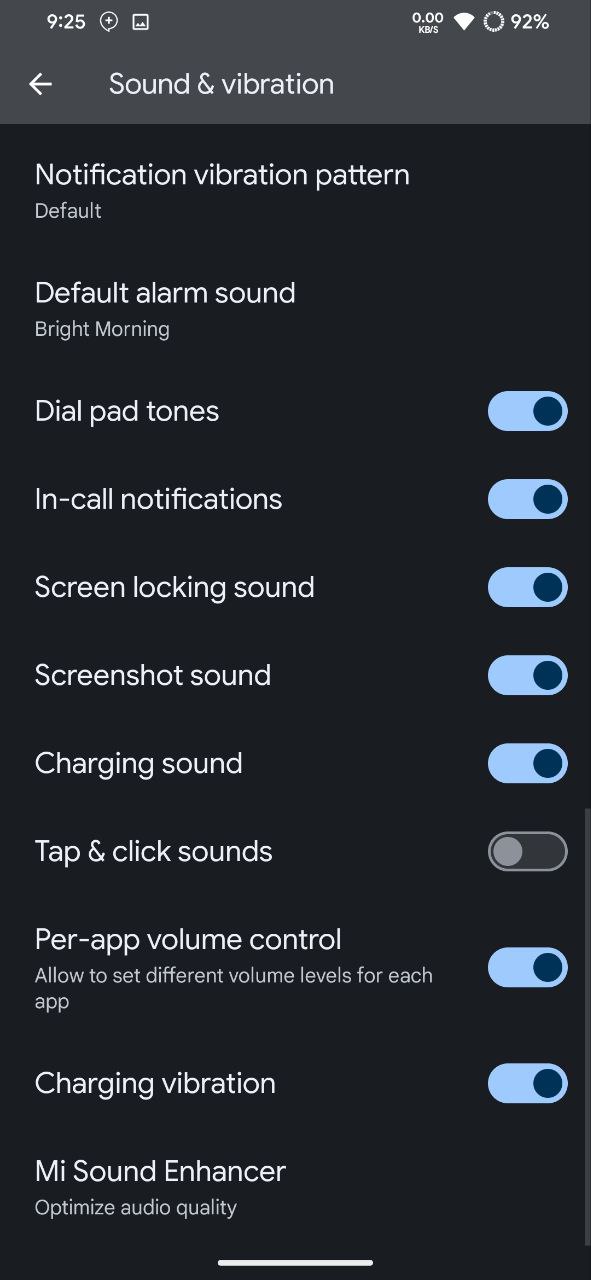 9:25
0.00
KB/S
92%
Sound & vibration
Notification vibration pattern
Default
Default alarm sound
Bright Morning
Dial pad tones
In-call notifications
Screen locking sound
Screenshot sound
Charging sound
Tap & click sounds
Per-app volume control
Allow to set different volume levels for each
app
Charging vibration
Mi Sound Enhancer
Optimize audio quality